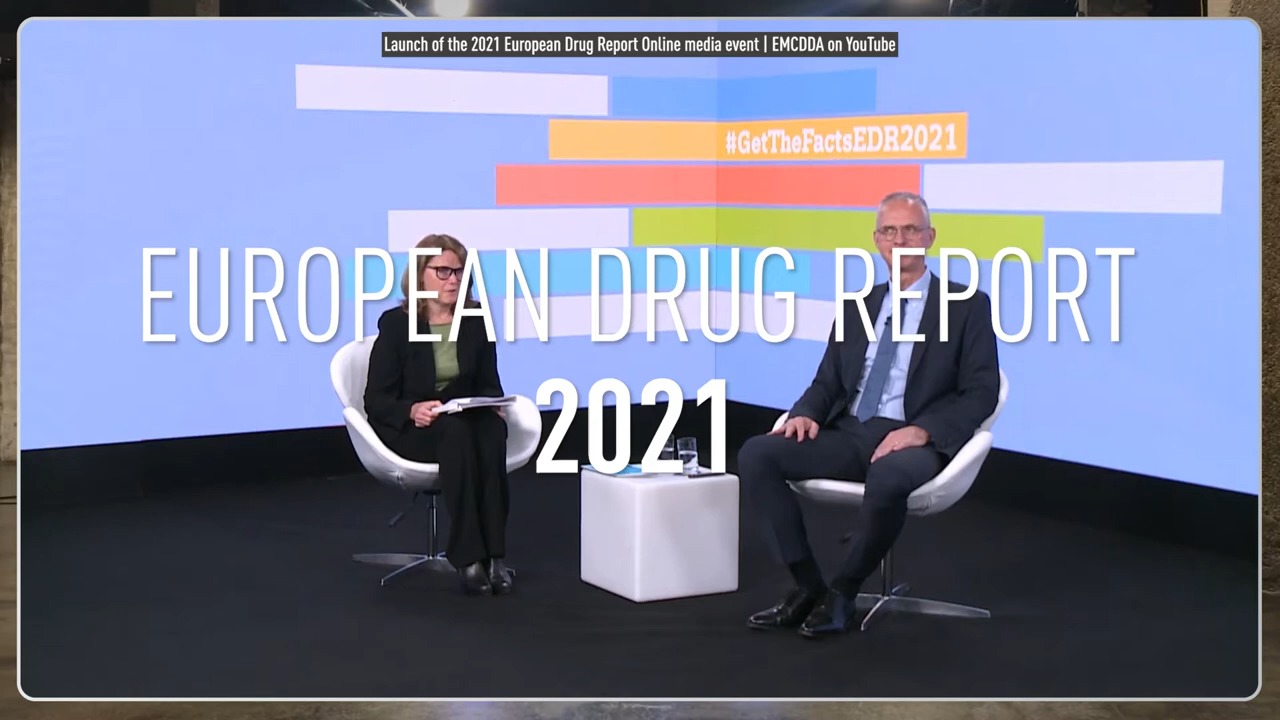 Launch of the 2021 European Drug Report Online media event | EMCDDA on YouTube
#GetTheFactsEDR2021
EUROPEAN DRUG REPORT
2021